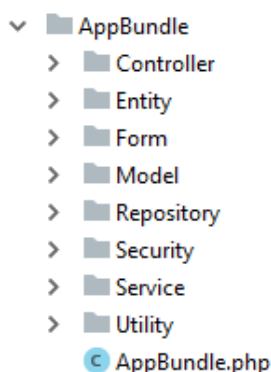 AppBundle
Controller
Entity
Form
Model
Repository
Security
Service
Utility
C AppBundle.php